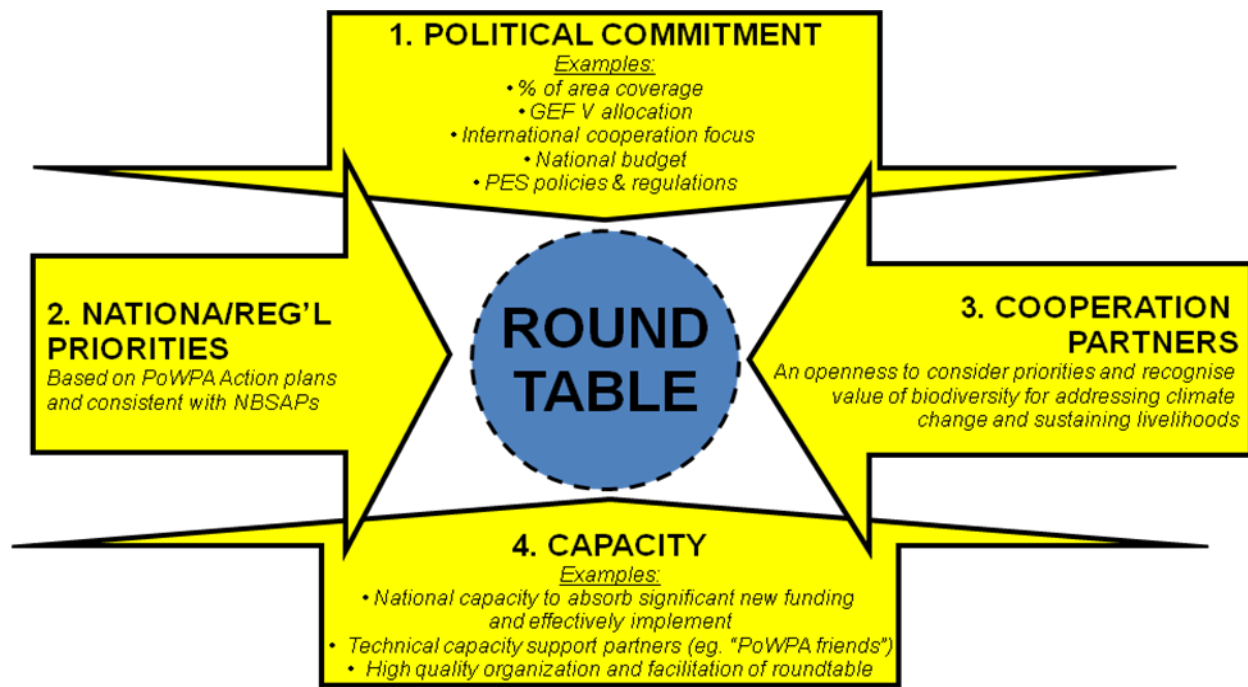 1. POLITICAL COMMITMENT
Examples:
• % of area coverage
• GEF V allocation
• International cooperation focus
• National budget
• PES policies & regulations
2. NATIONA/REG’L
PRIORITIES
Based on PoWPA Action plans
and consistent with NBSAPs
ROUND
TABLE
3. COOPERATION
PARTNERS
An openness to consider priorities and recognise
value of biodiversity for addressing climate
change and sustaining livelihoods
4. CAPACITY
Examples:
• National capacity to absorb significant new funding
and effectively implement
• Technical capacity support partners (eg. “PoWPA friends”)
• High quality organization and facilitation of roundtable